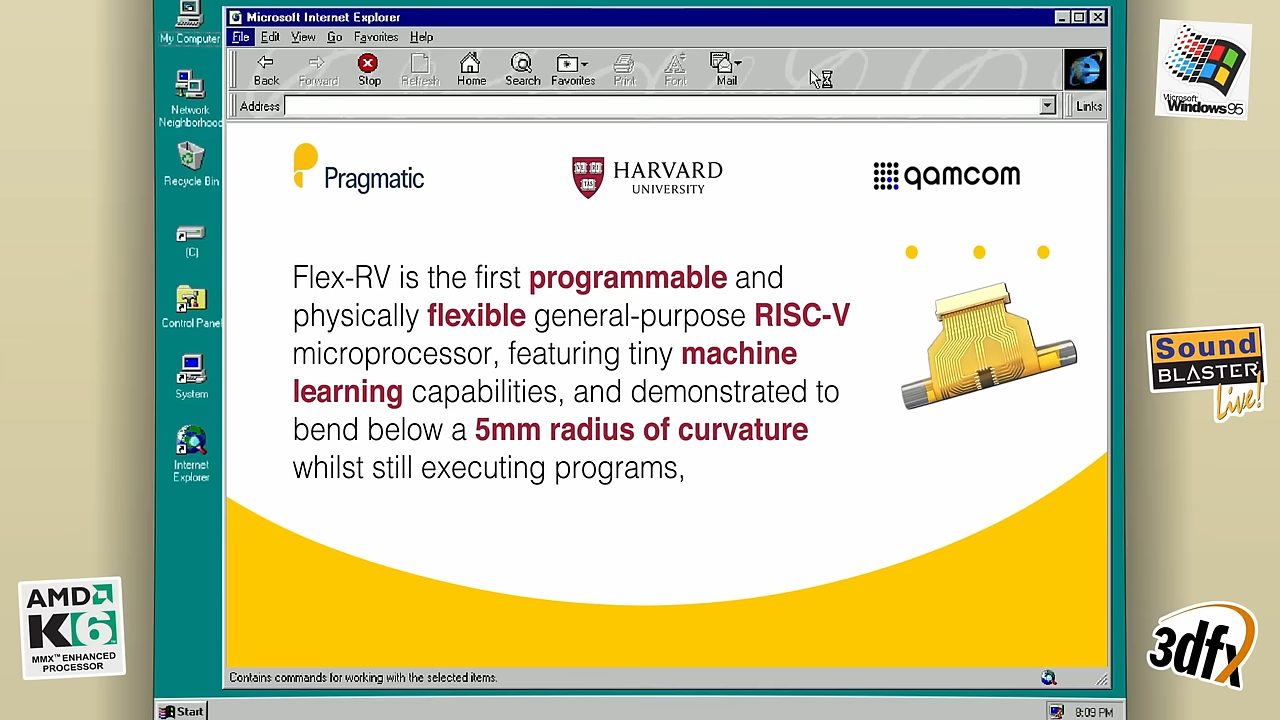 My Computer
Network
Neighborhood
Recycle Bin
(C)
Control Panel
System
Internet
Explorer
Microsoft Internet Explorer
File Edit View Go Favorites Help
Back Forward Stop Refresh Home Search Favorites Print Font Mail
Address
Links
Pragmatic
HARVARD
UNIVERSITY
qamcom
Flex-RV is the first programmable and
physically flexible general-purpose RISC-V
microprocessor, featuring tiny machine
learning capabilities, and demonstrated to
bend below a 5mm radius of curvature
whilst still executing programs,
Contains commands for working with the selected items.
Start
8:09 PM
Microsoft
Windows 95
Sound
BLASTER
Live!
AMD
K6
MMX™ ENHANCED
PROCESSOR
3dfx